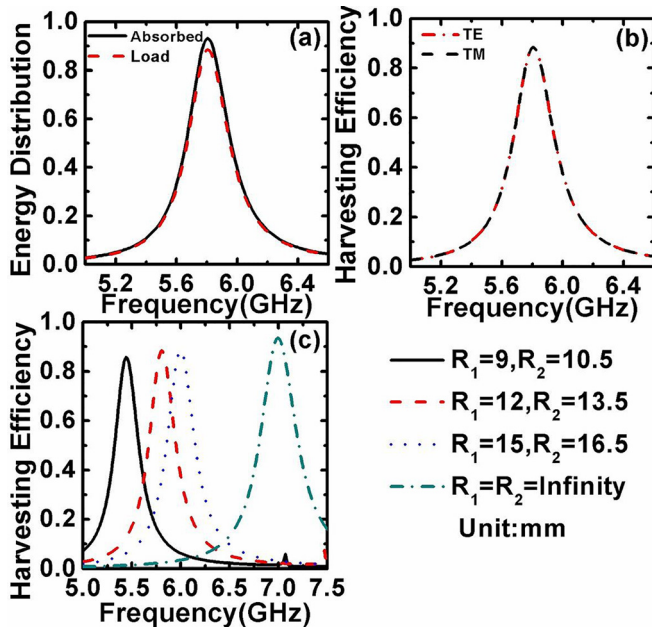 (a)
Absorbed
Load
Energy Distribution
1.0
0.8
0.6
0.4
0.2
0.0
5.2 5.6 6.0 6.4
Frequency(GHz)
(b)
TE
TM
Harvesting Efficiency
1.0
0.8
0.6
0.4
0.2
0.0
5.2 5.6 6.0 6.4
Frequency(GHz)
(c)
Harvesting Efficiency
1.0
0.8
0.6
0.4
0.2
0.0
5.0 5.5 6.0 6.5 7.0 7.5
Frequency(GHz)
R₁=9,R₂=10.5
R₁=12,R₂=13.5
R₁=15,R₂=16.5
R₁=R₂=Infinity
Unit:mm